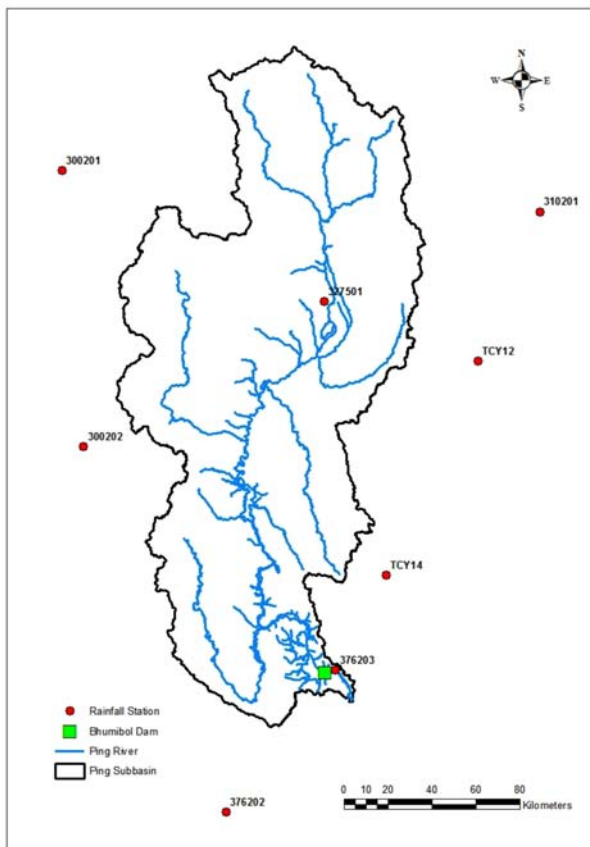 N
W E
S
300201
310201
327501
TCY12
300202
TCY14
376203
Rainfall Station
Bhumibol Dam
Ping River
Ping Subbasin
376202
0 10 20 40 60 80
Kilometers